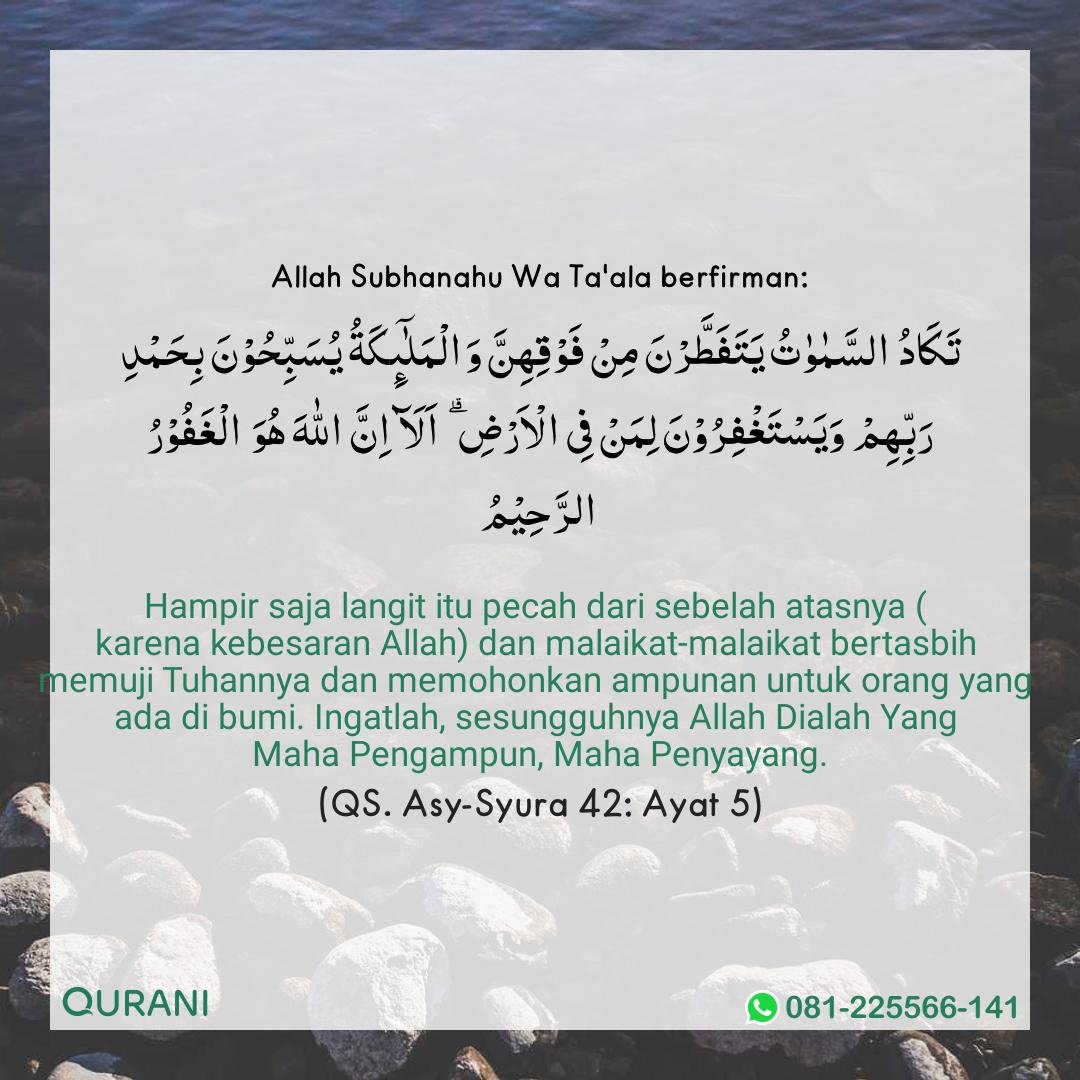 Allah Subhanahu Wa Ta'ala berfirman:
تَكَادُ السَّمٰوٰتُ يَتَفَطَّرْنَ مِنْ فَوْقِهِنَّ وَالْمَلٰٓئِكَةُ يُسَبِّحُوْنَ بِحَمْدِ
رَبِّهِمْ وَيَسْتَغْفِرُوْنَ لِمَنْ فِى الْاَرْضِۗ اَلَآ اِنَّ اللهَ هُوَ الْغَفُوْرُ
الرَّحِيْمُ
Hampir saja langit itu pecah dari sebelah atasnya (
karena kebesaran Allah) dan malaikat-malaikat bertasbih
memuji Tuhannya dan memohonkan ampunan untuk orang yang
ada di bumi. Ingatlah, sesungguhnya Allah Dialah Yang
Maha Pengampun, Maha Penyayang.
(QS. Asy-Syura 42: Ayat 5)
QURANI
081-225566-141